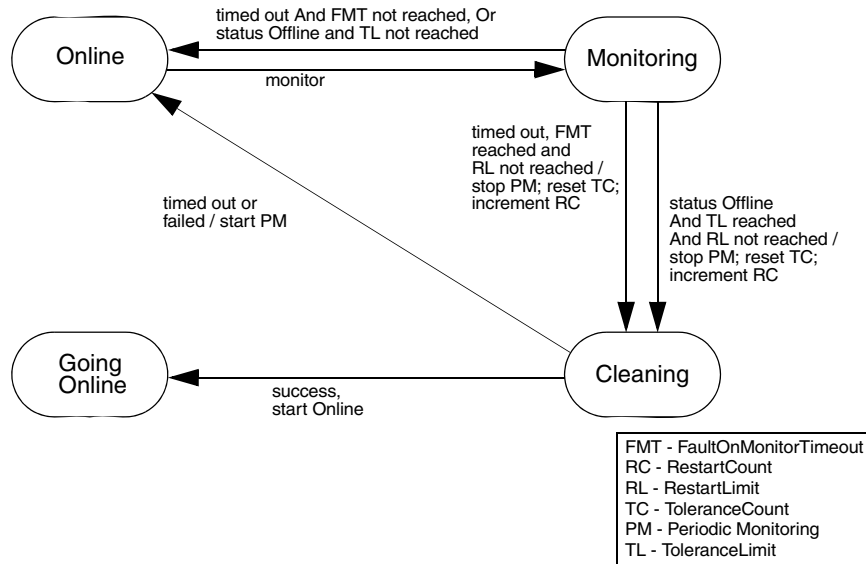 timed out And FMT not reached, Or
status Offline and TL not reached
Online
Monitoring
monitor
timed out, FMT
reached and
RL not reached /
stop PM; reset TC;
increment RC
timed out or
failed / start PM
status Offline
And TL reached
And RL not reached /
stop PM; reset TC;
increment RC
Going
Online
Cleaning
success,
start Online
FMT - FaultOnMonitorTimeout
RC - RestartCount
RL - RestartLimit
TC - ToleranceCount
PM - Periodic Monitoring
TL - ToleranceLimit